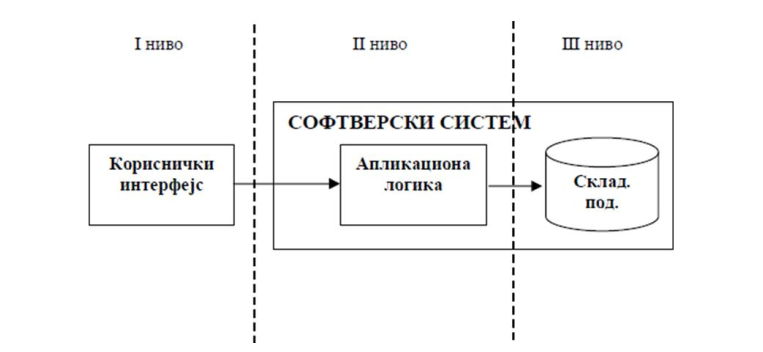 I ниво
II ниво
III ниво
СОФТВЕРСКИ СИСТЕМ
Кориснички
интерфејс
Апликациона
логика
Склад.
под.